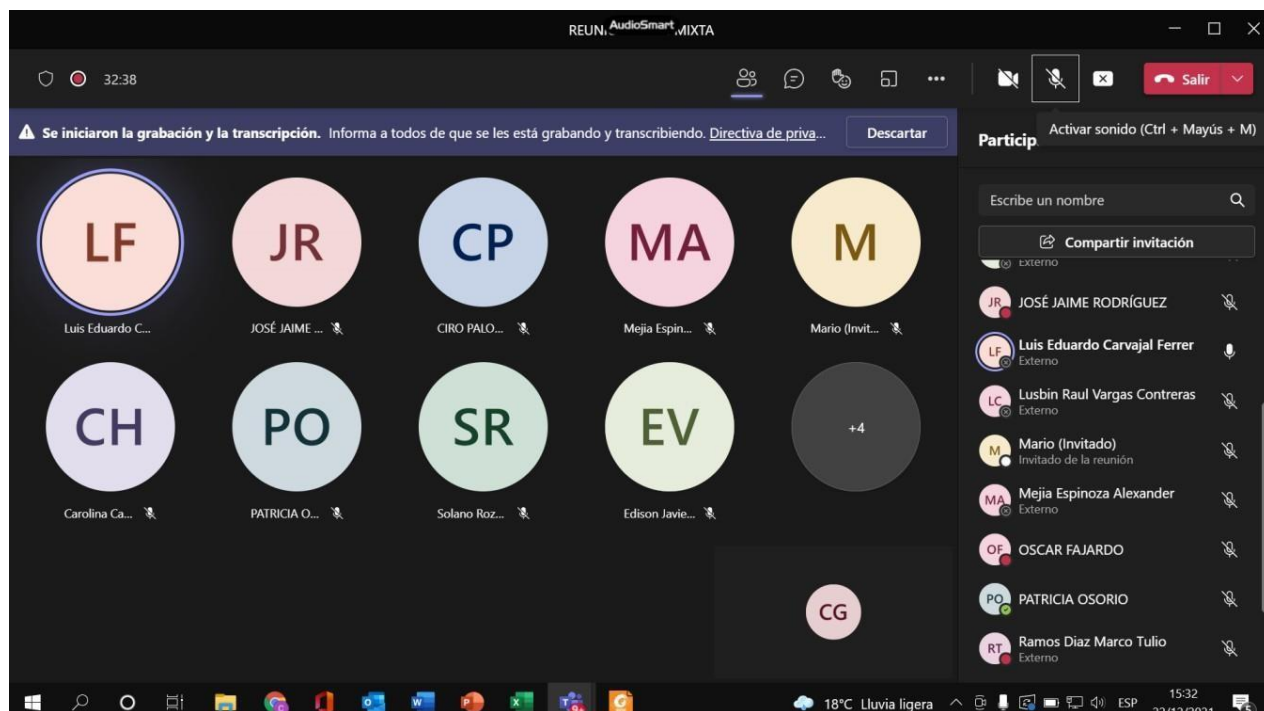 REUNI AudioSmart MIXTA
32:38
Salir
Se iniciaron la grabación y la transcripción. Informa a todos de que se les está grabando y transcribiendo. Directiva de priva...
Descartar
Particip
Activar sonido (Ctrl + Mayús + M)
LF
JR
CP
MA
M
Luis Eduardo C...
JOSÉ JAIME ...
CIRO PALO...
Mejia Espin...
Mario (Invit...
CH
PO
SR
EV
+4
Carolina Ca...
PATRICIA O...
Solano Roz...
Edison Javie...
CG
Escribe un nombre
Compartir invitación
Externo
JR
JOSÉ JAIME RODRÍGUEZ
LF
Luis Eduardo Carvajal Ferrer
Externo
LC
Lusbin Raul Vargas Contreras
Externo
M
Mario (Invitado)
Invitado de la reunión
MA
Mejia Espinoza Alexander
Externo
OF
OSCAR FAJARDO
PO
PATRICIA OSORIO
RT
Ramos Diaz Marco Tulio
Externo
18°C Lluvia ligera
ESP
15:32
22/12/2021